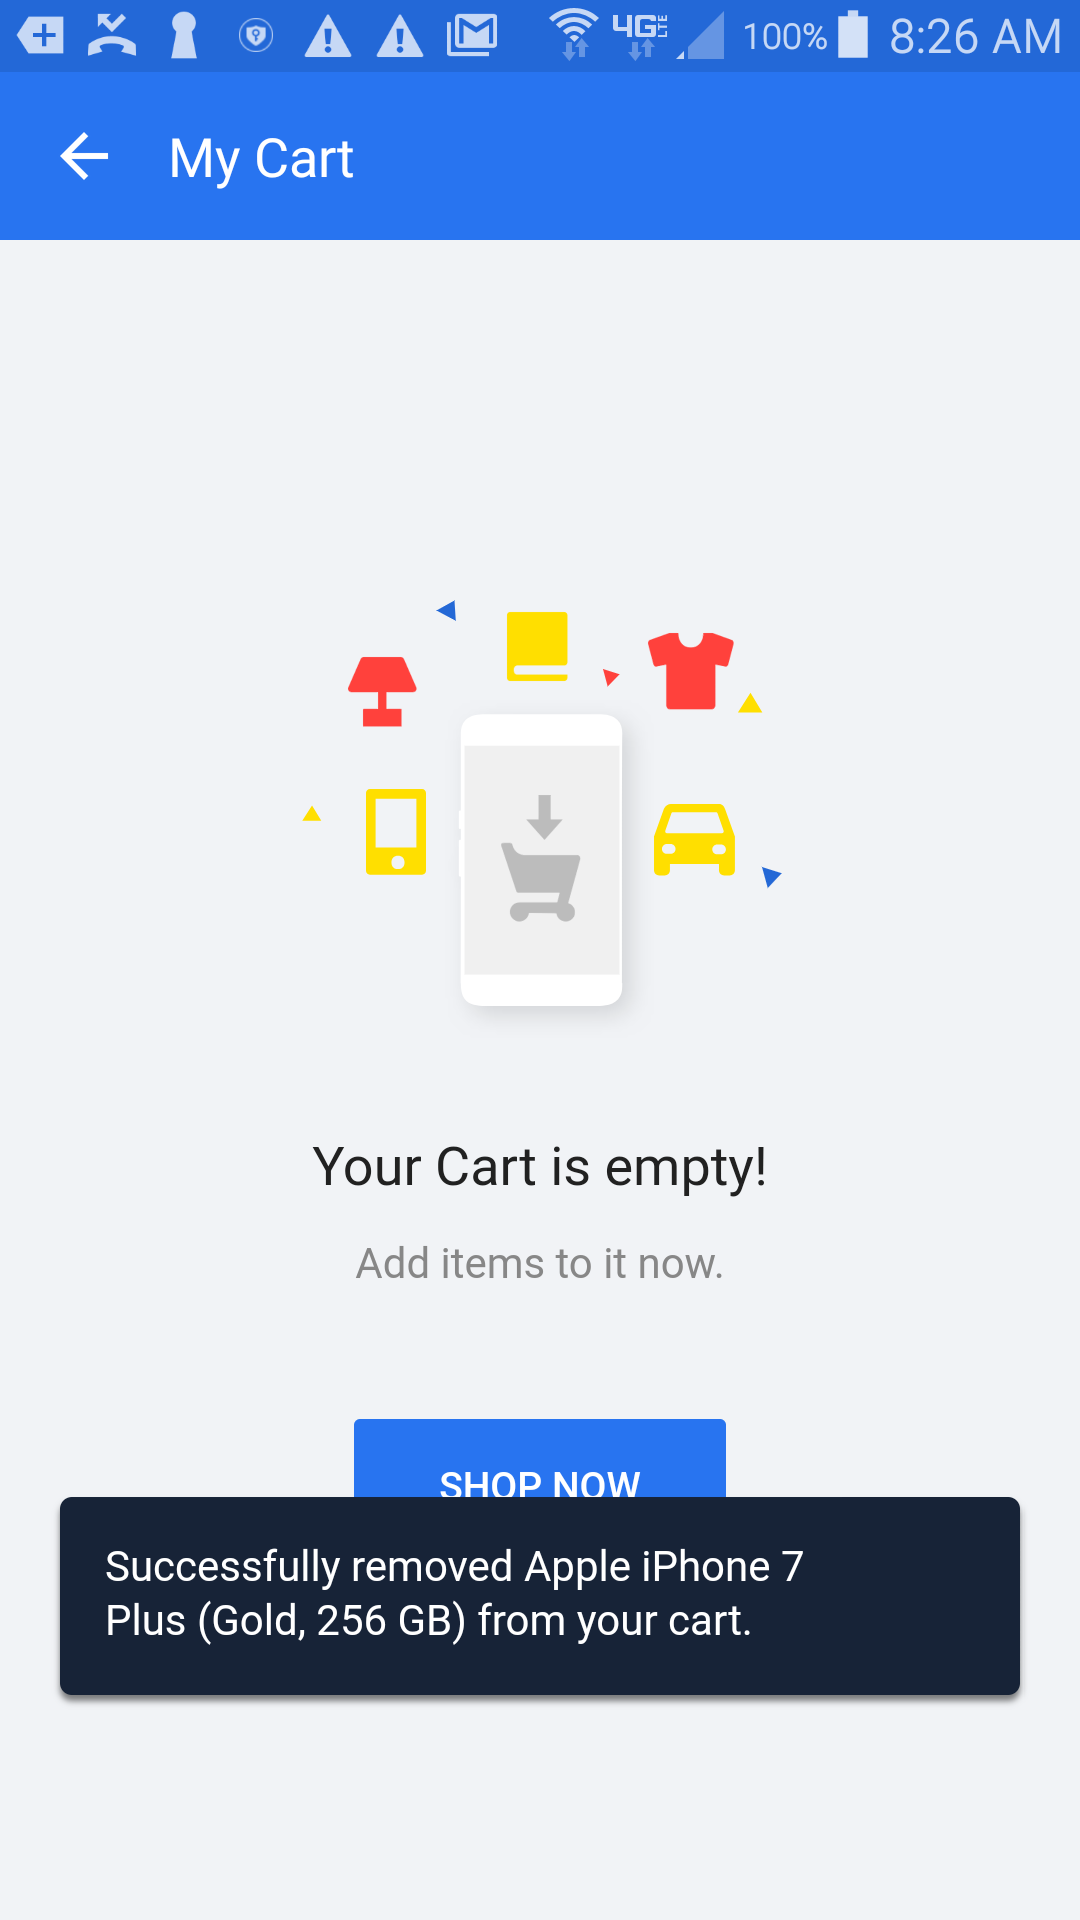 4G LTE 100% 8:26 AM
My Cart
Your Cart is empty!
Add items to it now.
SHOP NOW
Successfully removed Apple iPhone 7
Plus (Gold, 256 GB) from your cart.